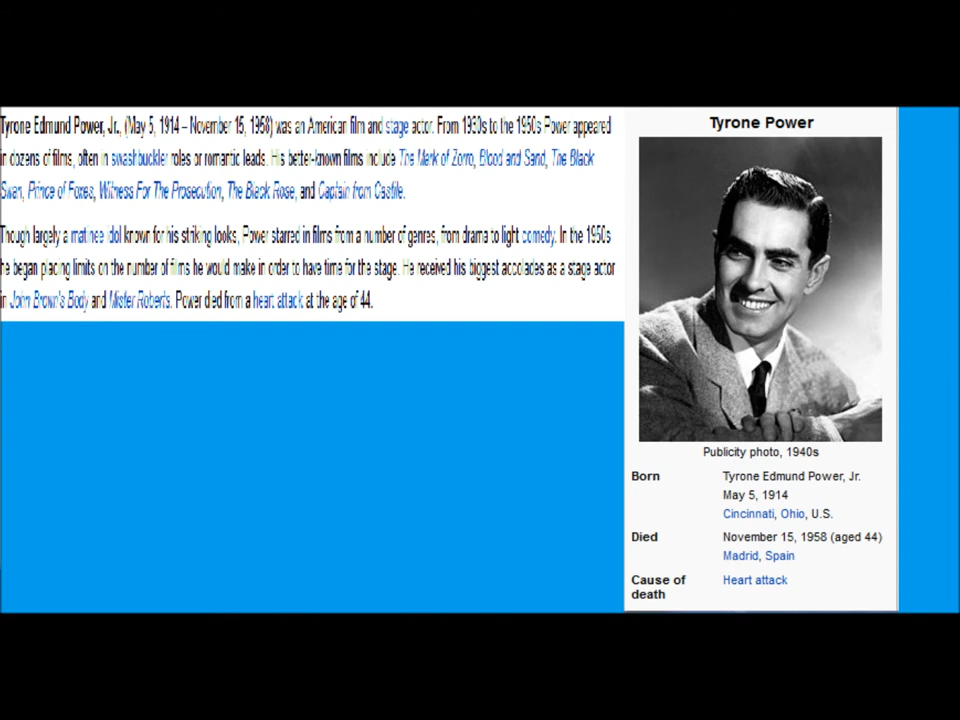 Tyrone Edmund Power, Jr., (May 5, 1914 – November 15, 1958) was an American film and stage actor. From 1930s to the 1950s Power appeared
in dozens of films, often in swashbuckler roles or romantic leads. His better-known films include The Mark of Zorro, Blood and Sand, The Black
Swan, Prince of Foxes, Witness For The Prosecution, The Black Rose, and Captain from Castile.
Though largely a matinee idol known for his striking looks, Power starred in films from a number of genres, from drama to light comedy. In the 1950s
he began placing limits on the number of films he would make in order to have time for the stage. He received his biggest accolades as a stage actor
in John Brown's Body and Mister Roberts. Power died from a heart attack at the age of 44.
Tyrone Power
Publicity photo, 1940s
Born Tyrone Edmund Power, Jr.
May 5, 1914
Cincinnati, Ohio, U.S.
Died November 15, 1958 (aged 44)
Madrid, Spain
Cause of Heart attack
death